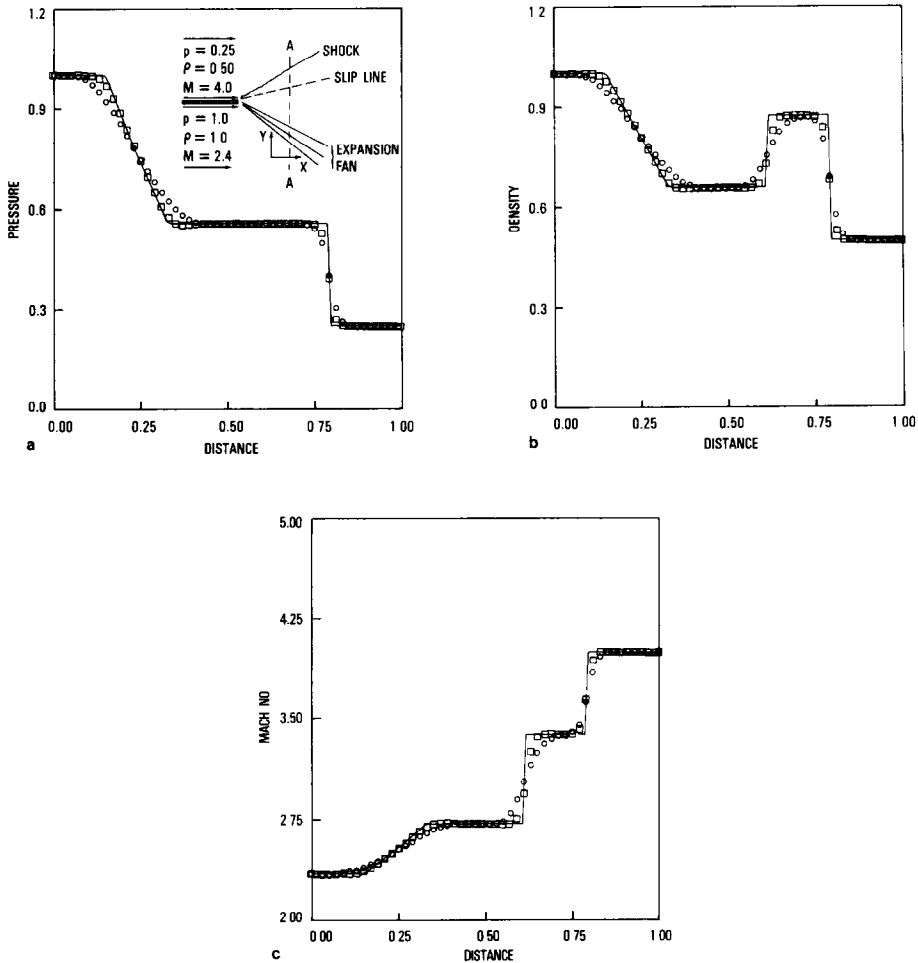 1.2
0.9
0.6
0.3
0.0
PRESSURE
0.00 0.25 0.50 0.75 1.00
DISTANCE
a
p = 0.25
ρ = 0.50
M = 4.0
p = 1.0
ρ = 1.0
M = 2.4
A
A
Y
X
SHOCK
SLIP LINE
EXPANSION
FAN
1.2
0.9
0.6
0.3
0 0
DENSITY
0.00 0.25 0.50 0.75 1 00
DISTANCE
b
5.00
4.25
3.50
2.75
2 00
MACH NO
0 00 0 25 0 50 0 75 1 00
DISTANCE
c